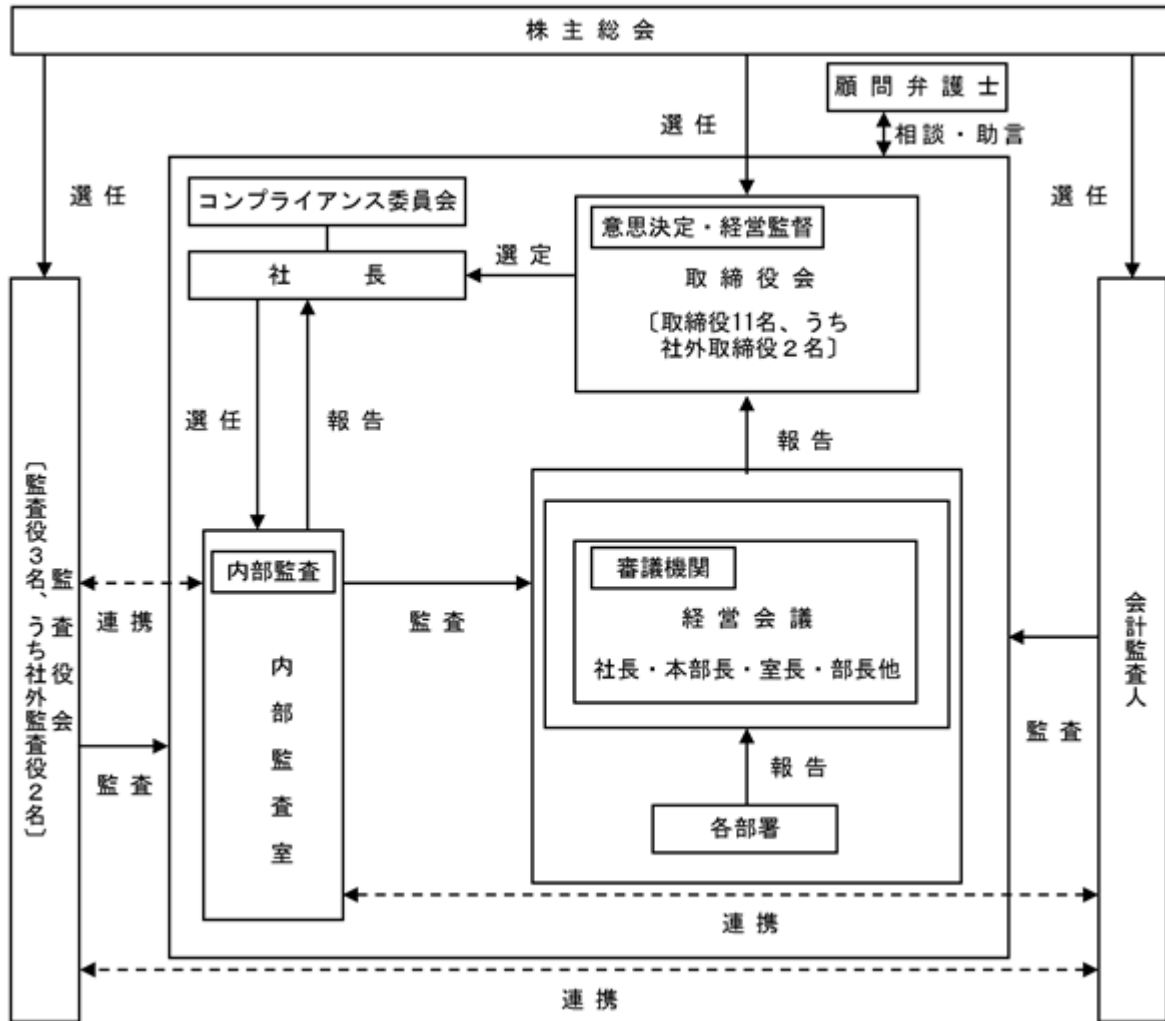 株主総会
顧問弁護士
選任
相談・助言
選任
選任
コンプライアンス委員会
意思決定・経営監督
社長
選定
取締役会
〔取締役11名、うち
社外取締役2名〕
選任
報告
報告
監査役会
〔監査役3名、うち社外監査役2名〕
内部監査
審議機関
連携
監査
経営会議
会計監査人
社長・本部長・室長・部長他
内部監査室
監査
監査
報告
各部署
連携
連携